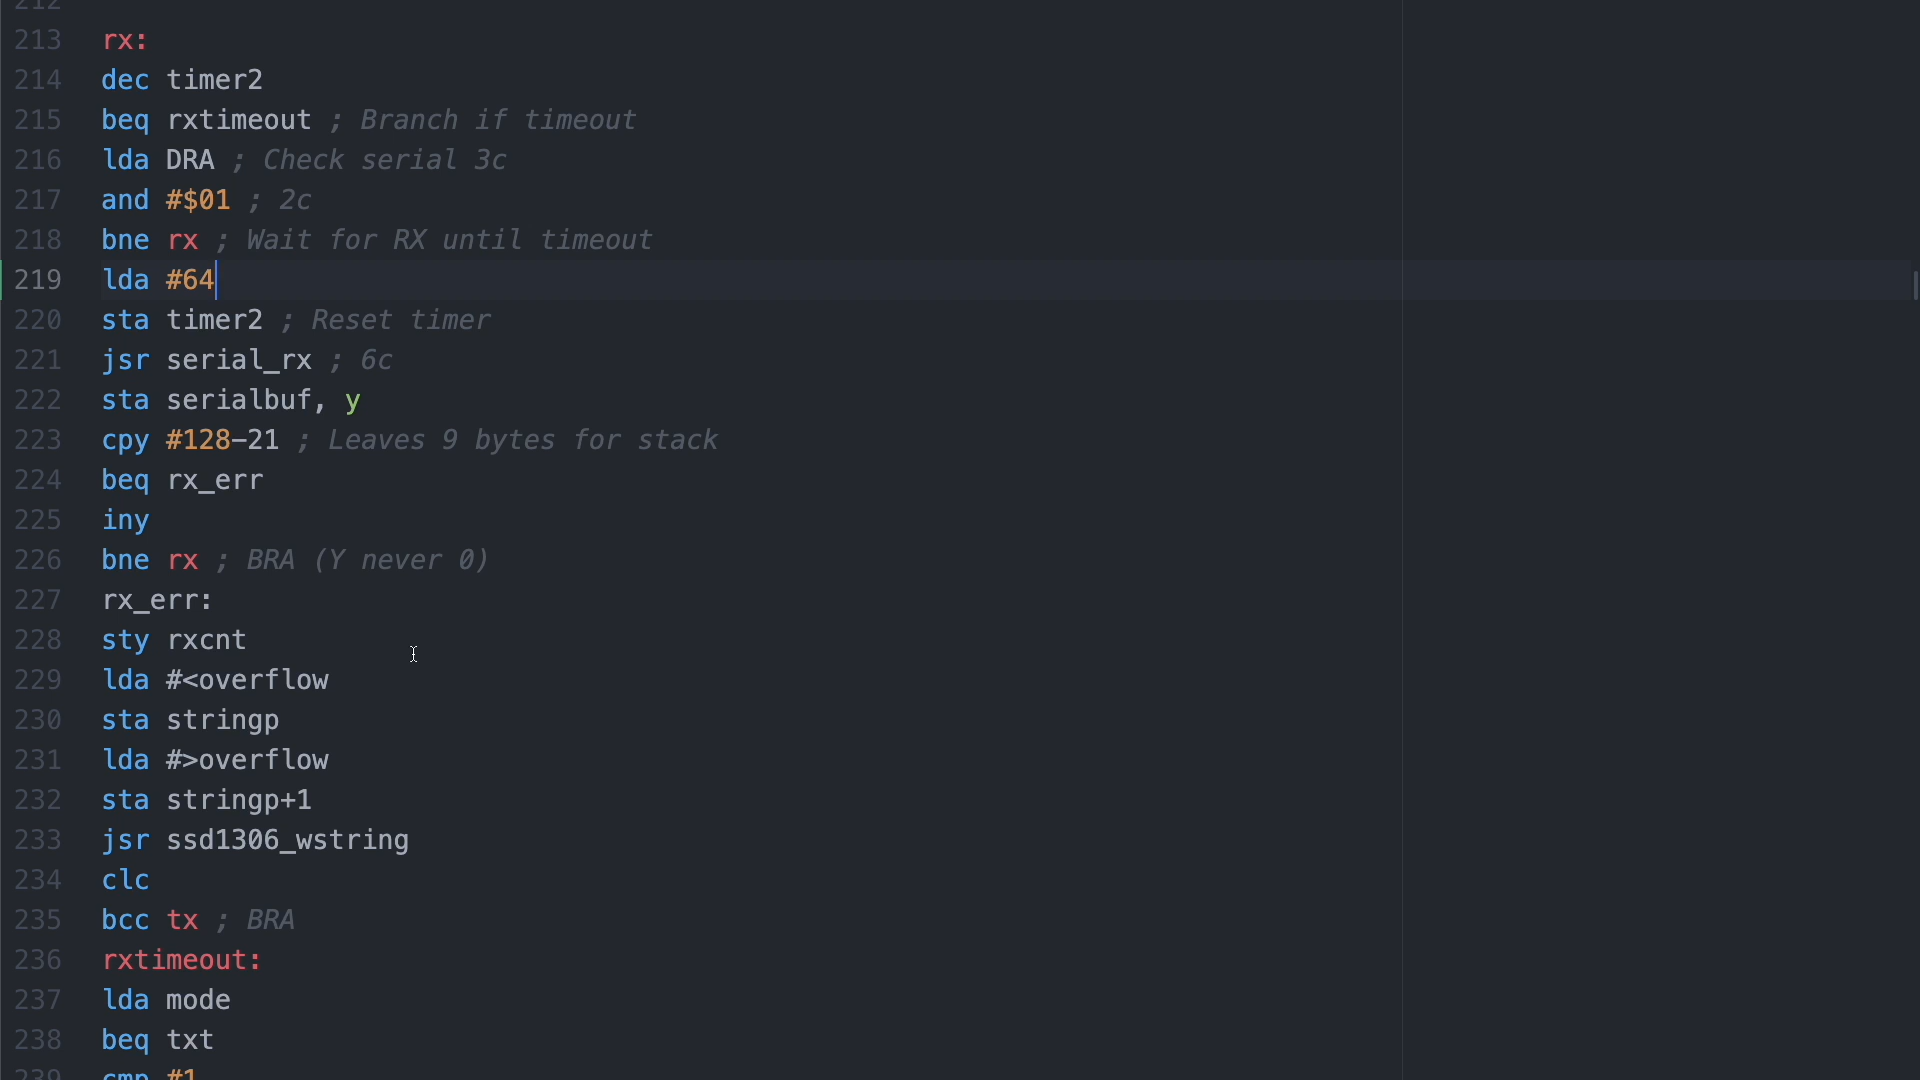 212
213 rx:
214 dec timer2
215 beq rxtimeout ; Branch if timeout
216 lda DRA ; Check serial 3c
217 and #$01 ; 2c
218 bne rx ; Wait for RX until timeout
219 lda #64
220 sta timer2 ; Reset timer
221 jsr serial_rx ; 6c
222 sta serialbuf, y
223 cpy #128-21 ; Leaves 9 bytes for stack
224 beq rx_err
225 iny
226 bne rx ; BRA (Y never 0)
227 rx_err:
228 sty rxcnt
229 lda #<overflow
230 sta stringp
231 lda #>overflow
232 sta stringp+1
233 jsr ssd1306_wstring
234 clc
235 bcc tx ; BRA
236 rxtimeout:
237 lda mode
238 beq txt
239 cmp #1